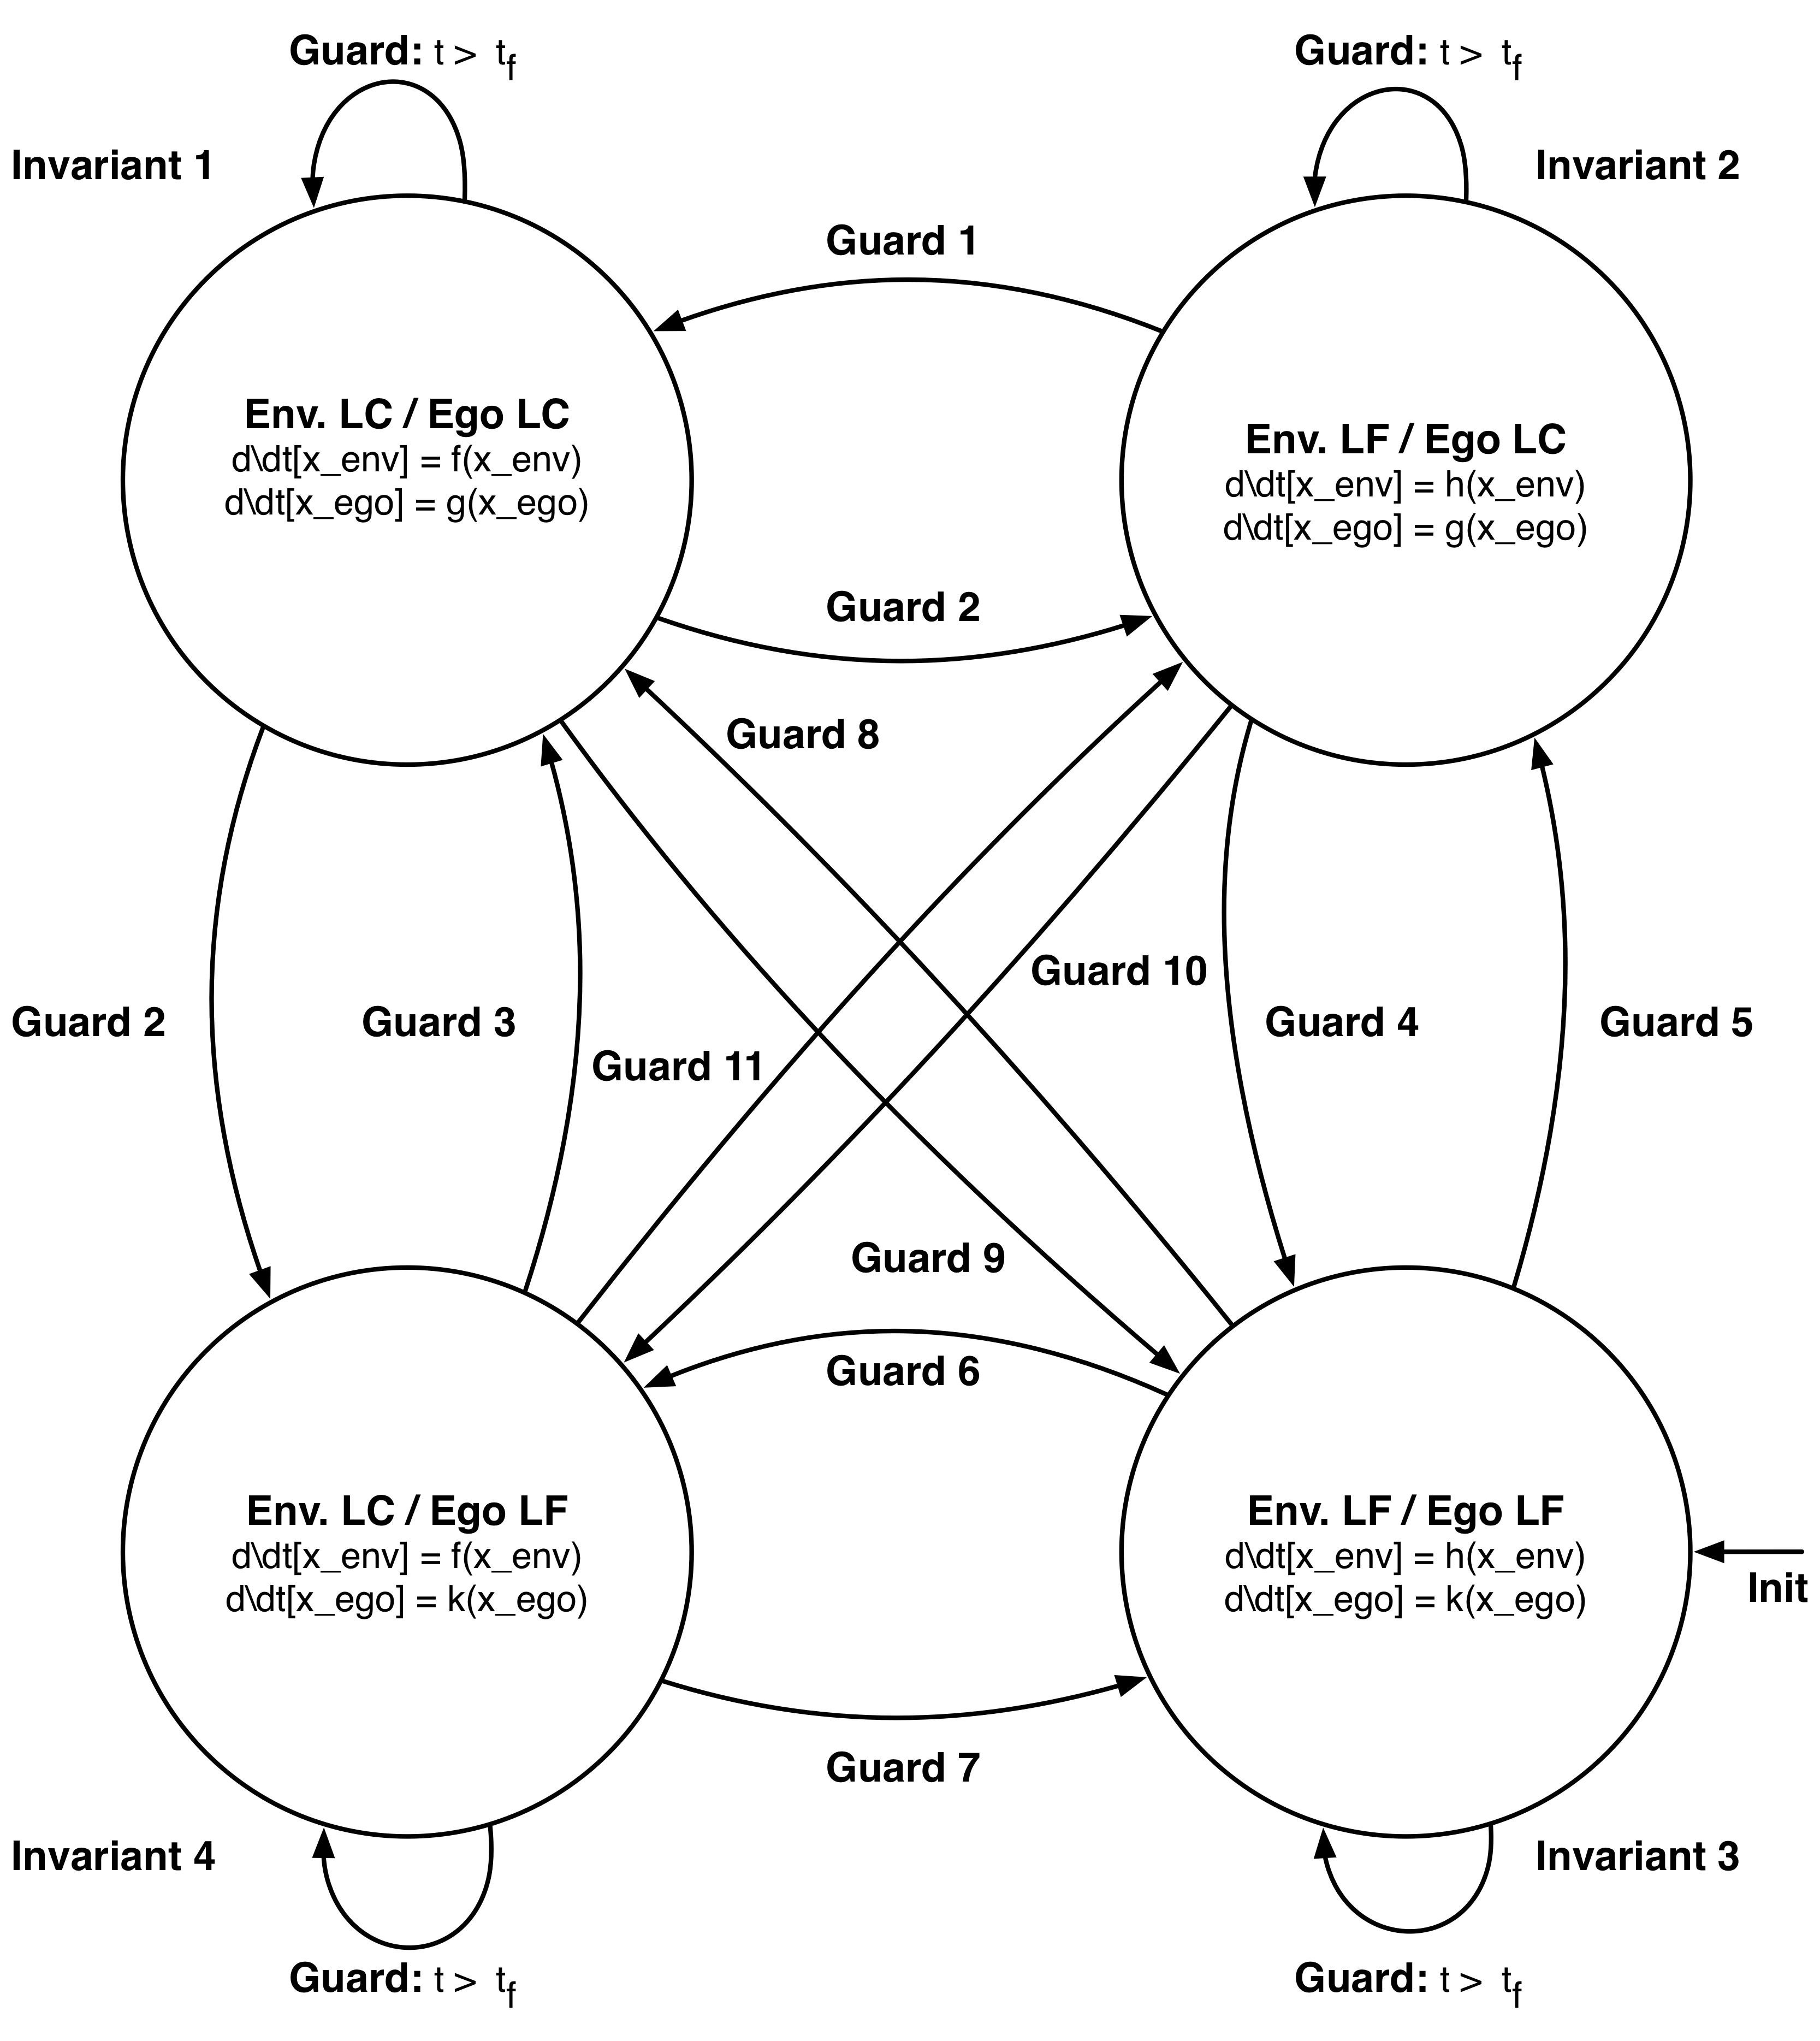 Guard: t > t_f
Guard: t > t_f
Invariant 1
Invariant 2
Guard 1
Env. LC / Ego LC
d\dt[x_env] = f(x_env)
d\dt[x_ego] = g(x_ego)
Env. LF / Ego LC
d\dt[x_env] = h(x_env)
d\dt[x_ego] = g(x_ego)
Guard 2
Guard 8
Guard 10
Guard 2
Guard 3
Guard 4
Guard 5
Guard 11
Guard 9
Guard 6
Env. LC / Ego LF
d\dt[x_env] = f(x_env)
d\dt[x_ego] = k(x_ego)
Env. LF / Ego LF
d\dt[x_env] = h(x_env)
d\dt[x_ego] = k(x_ego)
Init
Guard 7
Invariant 4
Invariant 3
Guard: t > t_f
Guard: t > t_f